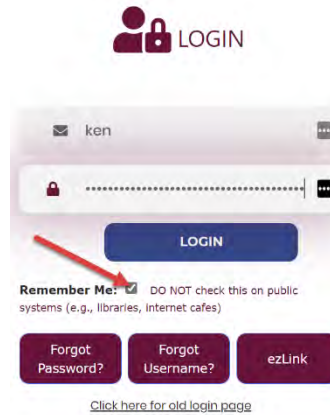 LOGIN
ken
LOGIN
Remember Me: DO NOT check this on public
systems (e.g., libraries, internet cafes)
Forgot
Password?
Forgot
Username?
ezLink
Click here for old login page